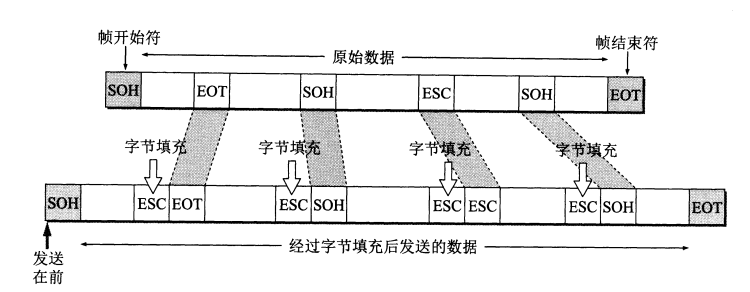 帧开始符 原始数据 帧结束符
SOH EOT SOH ESC SOH EOT
字节填充 字节填充 字节填充 字节填充
SOH ESC EOT ESC SOH ESC ESC ESC SOH EOT
发送 经过字节填充后发送的数据
在前